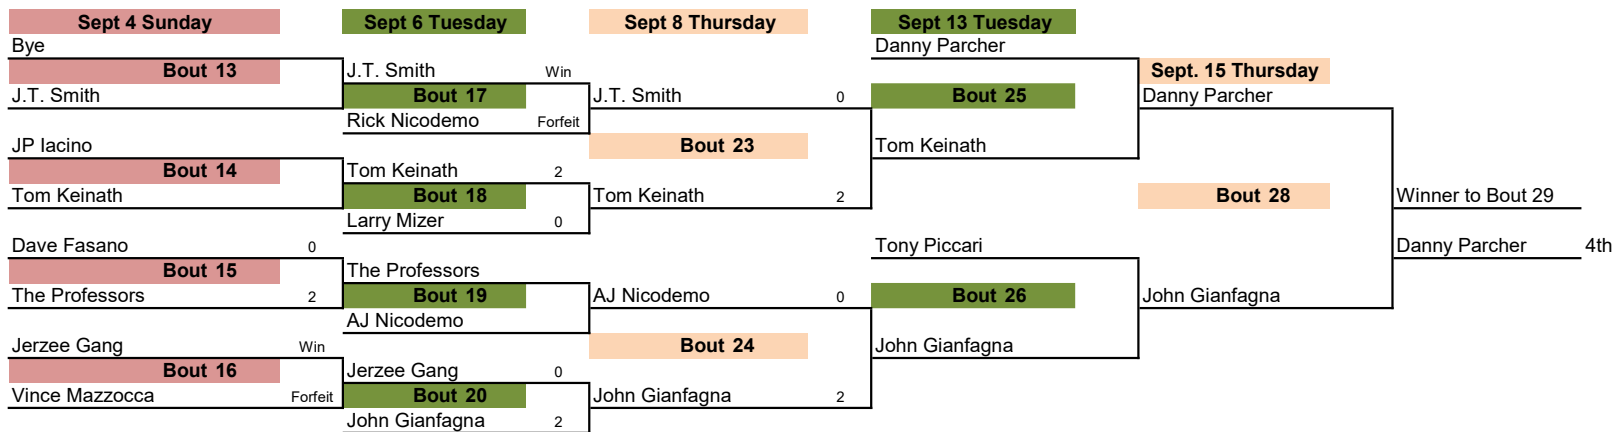 Sept 4 Sunday Sept 6 Tuesday Sept 8 Thursday Sept 13 Tuesday
Bye Danny Parcher
Bout 13 J.T. Smith Win Sept. 15 Thursday
J.T. Smith Bout 17 J.T. Smith 0 Bout 25 Danny Parcher
Rick Nicodemo Forfeit
JP Iacino Bout 23 Tom Keinath
Bout 14 Tom Keinath 2
Tom Keinath Bout 18 Tom Keinath 2 Bout 28 Winner to Bout 29
Larry Mizer 0
Dave Fasano 0 Tony Piccari Danny Parcher 4th
Bout 15 The Professors
The Professors 2 Bout 19 AJ Nicodemo 0 Bout 26 John Gianfagna
AJ Nicodemo
Jerzee Gang Win Bout 24 John Gianfagna
Bout 16 Jerzee Gang 0
Vince Mazzocca Forfeit Bout 20 John Gianfagna 2
John Gianfagna 2